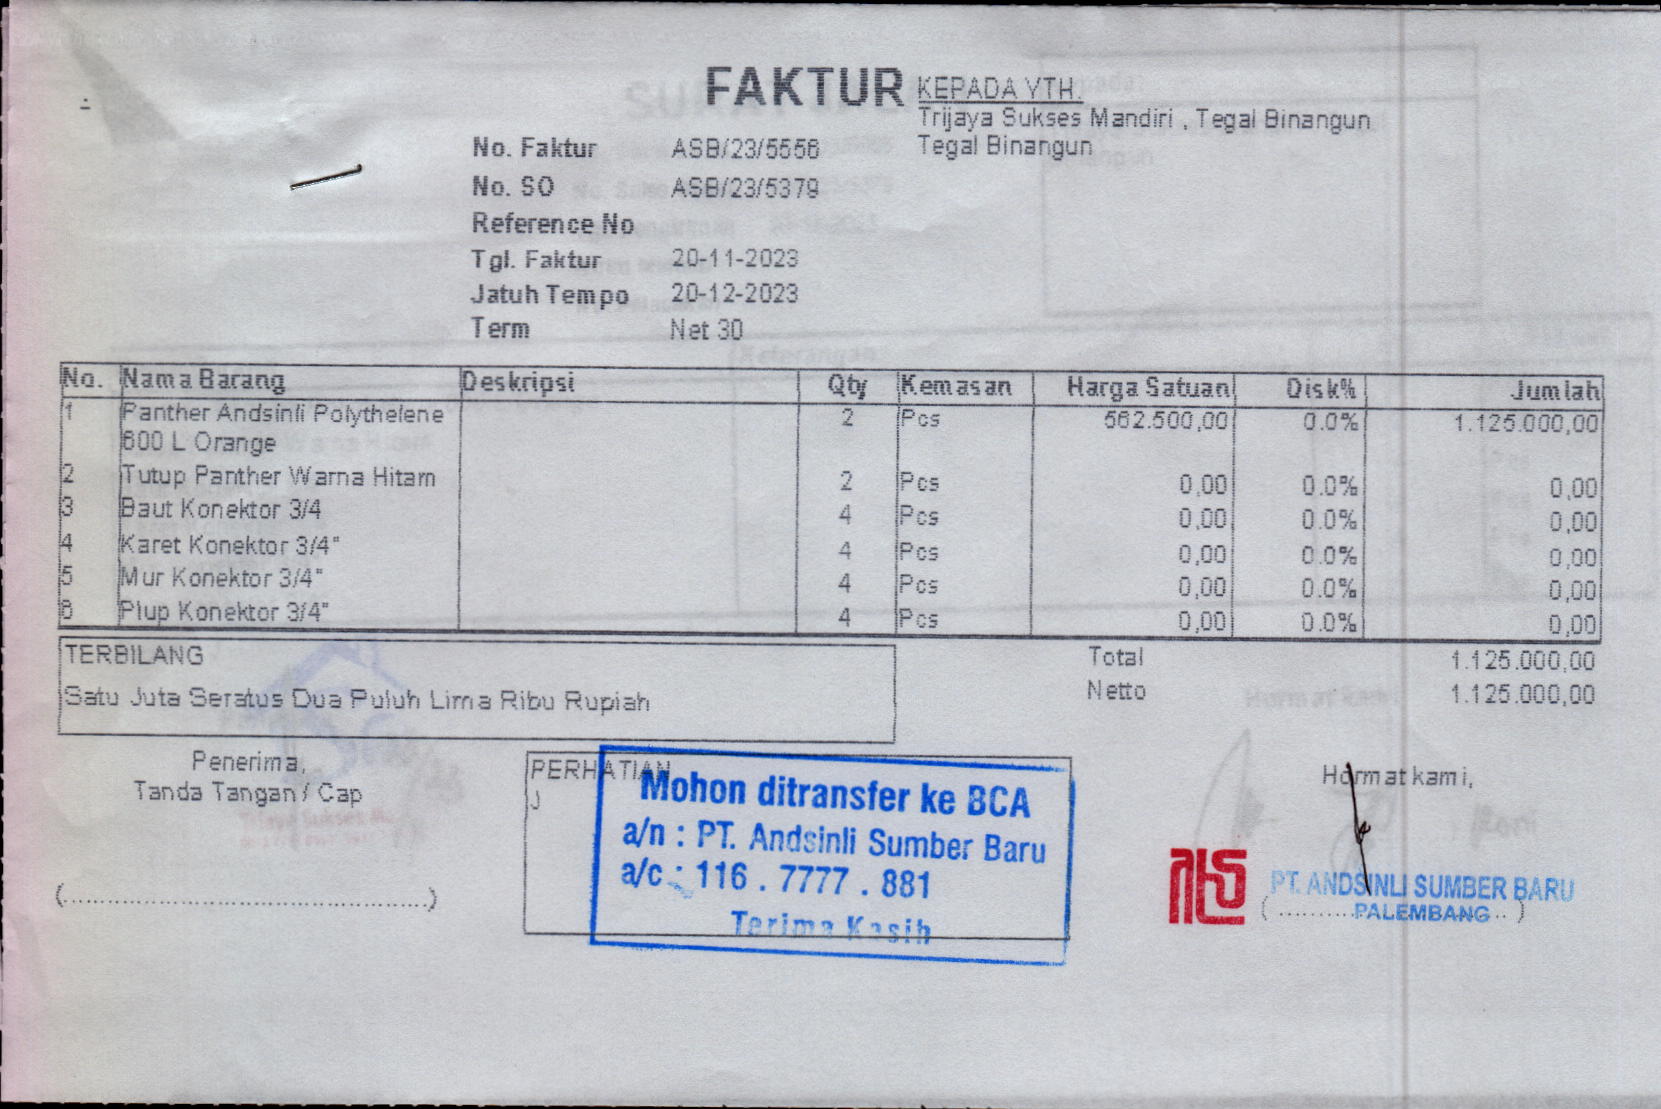 FAKTUR
KEPADA YTH.
Trijaya Sukses Mandiri , Tegal Binangun
Tegal Binangun
No. Faktur ASB/23/5556
No. SO ASB/23/5379
Reference No
Tgl. Faktur 20-11-2023
Jatuh Tempo 20-12-2023
Term Net 30
No. Nama Barang Deskripsi Qty Kemasan Harga Satuan Disk% Jumlah
1 Panther Andsinli Polythelene 2 Pcs 562.500,00 0.0% 1.125.000,00
600 L Orange
2 Tutup Panther Warna Hitam 2 Pcs 0,00 0.0% 0,00
3 Baut Konektor 3/4 4 Pcs 0,00 0.0% 0,00
4 Karet Konektor 3/4" 4 Pcs 0,00 0.0% 0,00
5 Mur Konektor 3/4" 4 Pcs 0,00 0.0% 0,00
6 Plup Konektor 3/4" 4 Pcs 0,00 0.0% 0,00
TERBILANG
Satu Juta Seratus Dua Puluh Lima Ribu Rupiah
Total 1.125.000,00
Netto 1.125.000,00
Penerima,
Tanda Tangan / Cap
(...........................................)
PERHATIAN
J
Mohon ditransfer ke BCA
a/n : PT. Andsinli Sumber Baru
a/c : 116 . 7777 . 881
Terima Kasih
Hormat kami,
PT. ANDSINLI SUMBER BARU
PALEMBANG